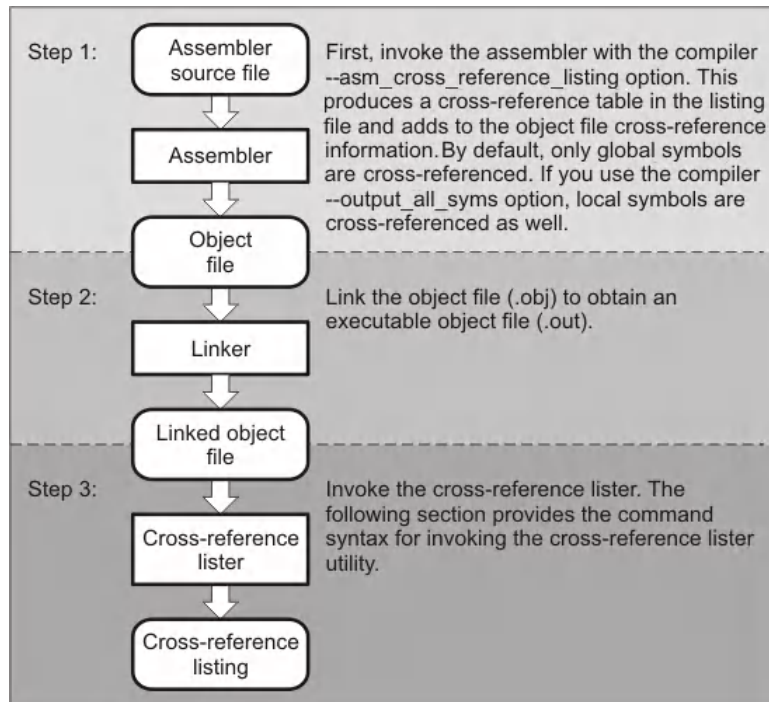 Step 1:
Assembler
source file
Assembler
Object
file
First, invoke the assembler with the compiler
--asm_cross_reference_listing option. This
produces a cross-reference table in the listing
file and adds to the object file cross-reference
information. By default, only global symbols
are cross-referenced. If you use the compiler
--output_all_syms option, local symbols are
cross-referenced as well.
Step 2:
Linker
Linked object
file
Link the object file (.obj) to obtain an
executable object file (.out).
Step 3:
Cross-reference
lister
Cross-reference
listing
Invoke the cross-reference lister. The
following section provides the command
syntax for invoking the cross-reference lister
utility.